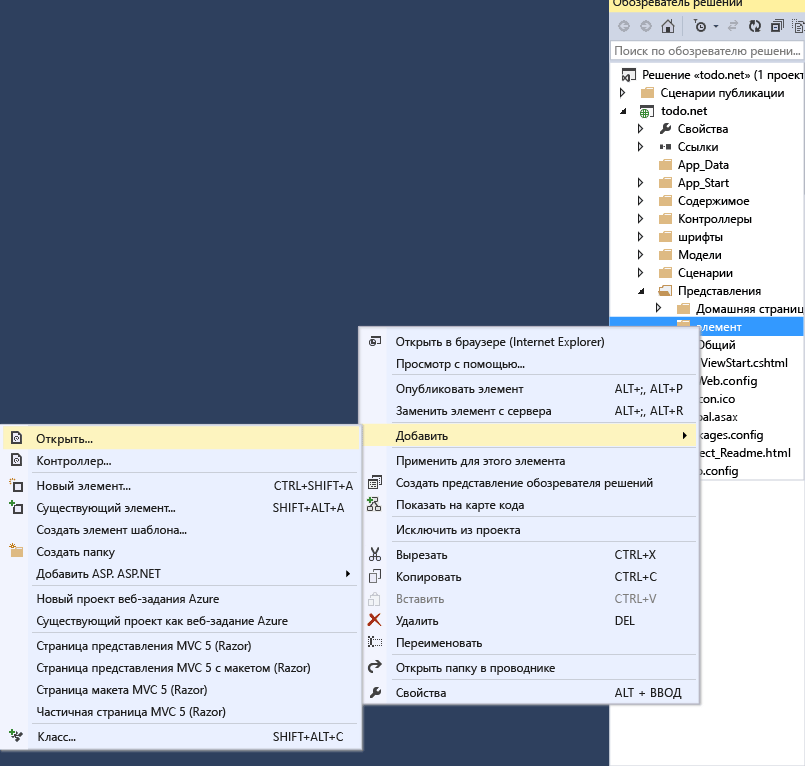 Обозреватель решений
Поиск по обозревателю решени...
Решение «todo.net» (1 проект
Сценарии публикации
todo.net
Свойства
Ссылки
App_Data
App_Start
Содержимое
Контроллеры
шрифты
Модели
Сценарии
Представления
Домашняя страниц
элемент
Общий
ViewStart.cshtml
Web.config
con.ico
bal.asax
kages.config
ect_Readme.html
b.config
Открыть в браузере (Internet Explorer)
Просмотр с помощью...
Опубликовать элемент ALT+;, ALT+P
Заменить элемент с сервера ALT+;, ALT+R
Добавить
Применить для этого элемента
Создать представление обозревателя решений
Показать на карте кода
Исключить из проекта
Вырезать CTRL+X
Копировать CTRL+C
Вставить CTRL+V
Удалить DEL
Переименовать
Открыть папку в проводнике
Свойства ALT + ВВОД
Открыть...
Контроллер...
Новый элемент... CTRL+SHIFT+A
Существующий элемент... SHIFT+ALT+A
Создать элемент шаблона...
Создать папку
Добавить ASP. ASP.NET
Новый проект веб-задания Azure
Существующий проект как веб-задание Azure
Страница представления MVC 5 (Razor)
Страница представления MVC 5 с макетом (Razor)
Страница макета MVC 5 (Razor)
Частичная страница MVC 5 (Razor)
Класс... SHIFT+ALT+C